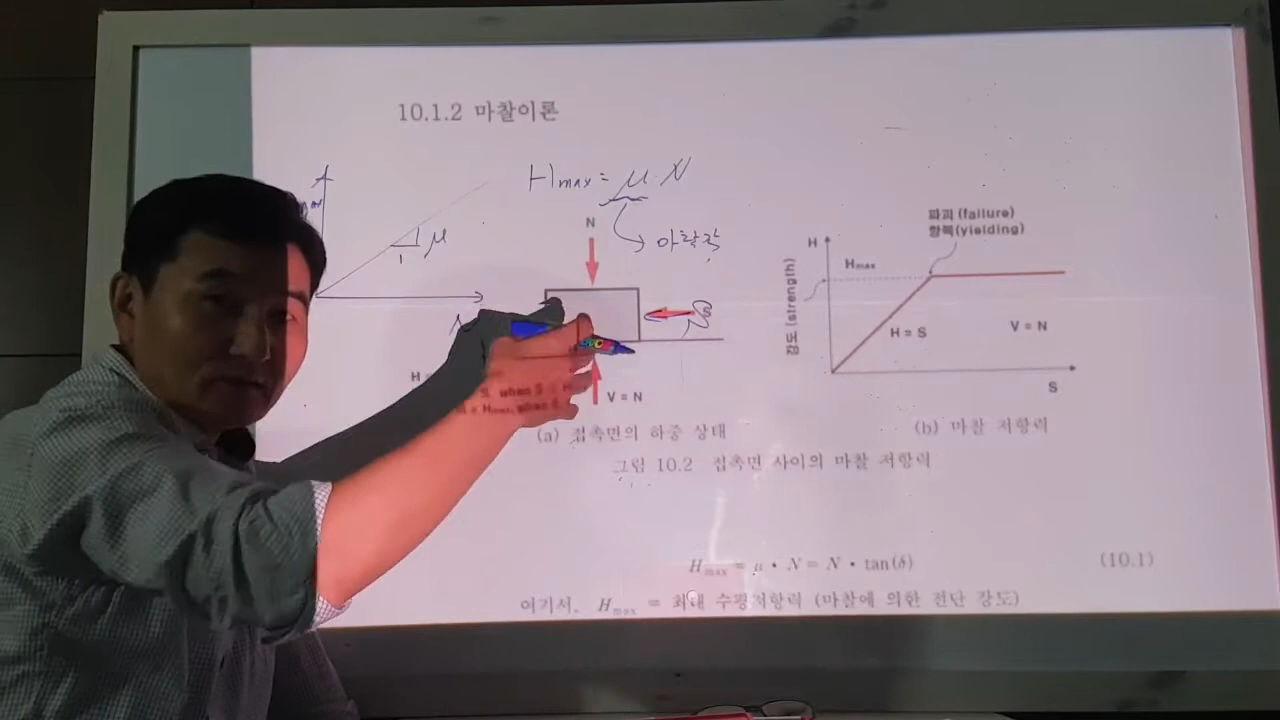 10.1.2 마찰이론
Hmax = μ·N
μ
1
N
S
V = N
(a) 접촉면의 하중 상태
파괴 (failure)
항복(yielding)
H
Hmax
강도 (strength)
H = S
V = N
S
(b) 마찰 저항력
그림 10.2 접촉면 사이의 마찰 저항력
Hmax = μ • N = N • tan(δ) (10.1)
여기서, Hmax = 최대 수평저항력 (마찰에 의한 전단 강도)